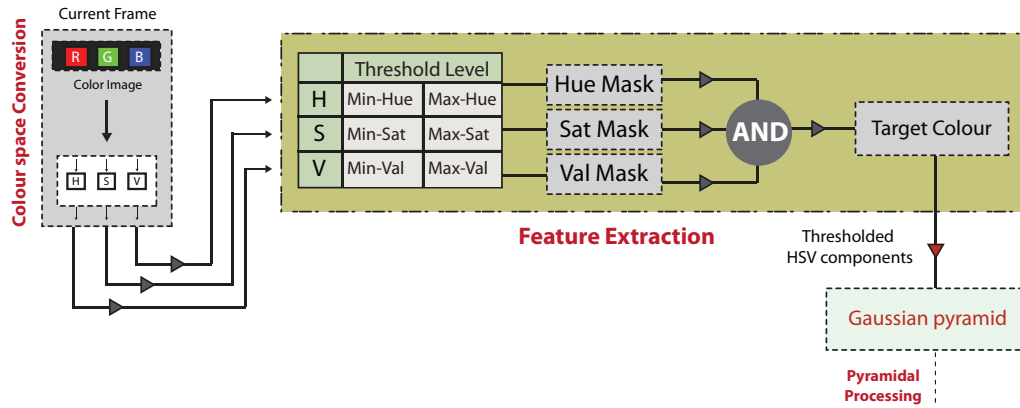 Current Frame
Colour space Conversion
R G B
Color Image
H S V
Threshold Level
H Min-Hue Max-Hue
S Min-Sat Max-Sat
V Min-Val Max-Val
Hue Mask
Sat Mask
Val Mask
AND
Target Colour
Feature Extraction
Thresholded
HSV components
Gaussian pyramid
Pyramidal
Processing